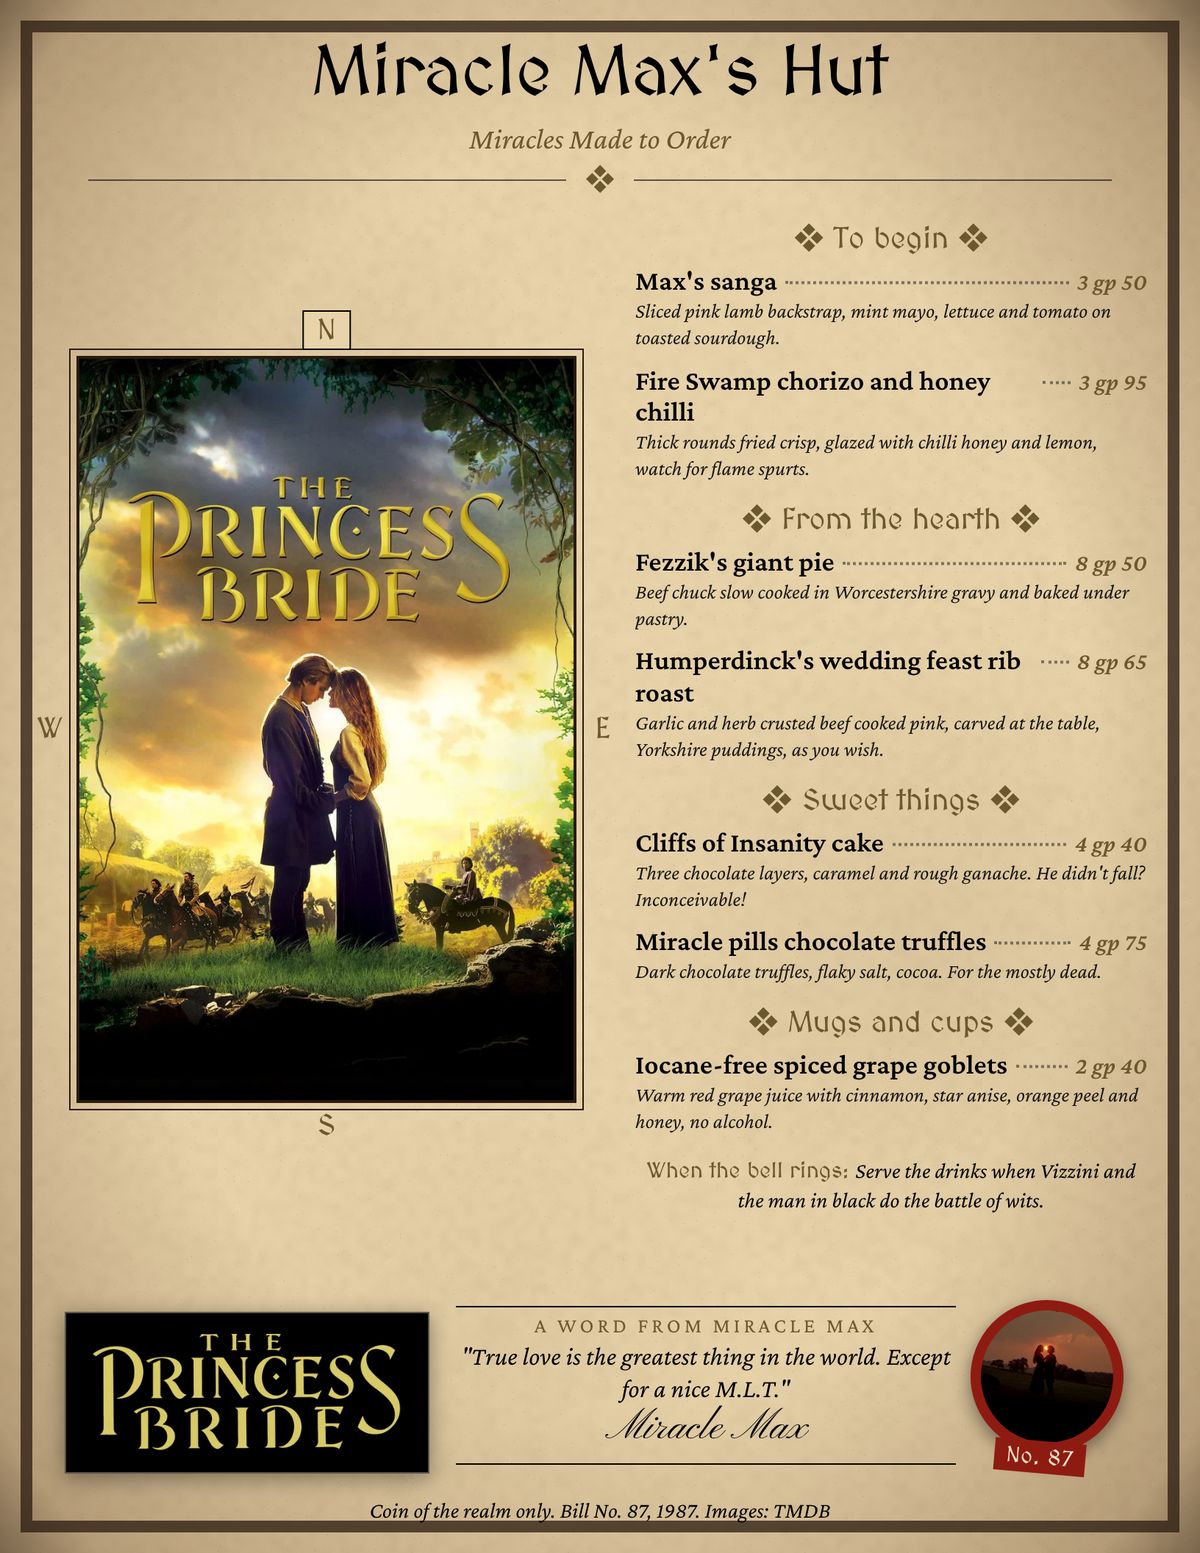 Miracle Max's Hut
Miracles Made to Order
❖
❖ To begin ❖
Max's sanga 3 gp 50
Sliced pink lamb backstrap, mint mayo, lettuce and tomato on
toasted sourdough.
Fire Swamp chorizo and honey
chilli 3 gp 95
Thick rounds fried crisp, glazed with chilli honey and lemon,
watch for flame spurts.
❖ From the hearth ❖
Fezzik's giant pie 8 gp 50
Beef chuck slow cooked in Worcestershire gravy and baked under
pastry.
Humperdinck's wedding feast rib
roast 8 gp 65
Garlic and herb crusted beef cooked pink, carved at the table,
Yorkshire puddings, as you wish.
❖ Sweet things ❖
Cliffs of Insanity cake 4 gp 40
Three chocolate layers, caramel and rough ganache. He didn't fall?
Inconceivable!
Miracle pills chocolate truffles 4 gp 75
Dark chocolate truffles, flaky salt, cocoa. For the mostly dead.
❖ Mugs and cups ❖
Iocane-free spiced grape goblets 2 gp 40
Warm red grape juice with cinnamon, star anise, orange peel and
honey, no alcohol.
When the bell rings: Serve the drinks when Vizzini and
the man in black do the battle of wits.
N
THE
PRINCESS
BRIDE
W
E
S
THE
PRINCESS
BRIDE
A WORD FROM MIRACLE MAX
"True love is the greatest thing in the world. Except
for a nice M.L.T."
Miracle Max
No. 87
Coin of the realm only. Bill No. 87, 1987. Images: TMDB